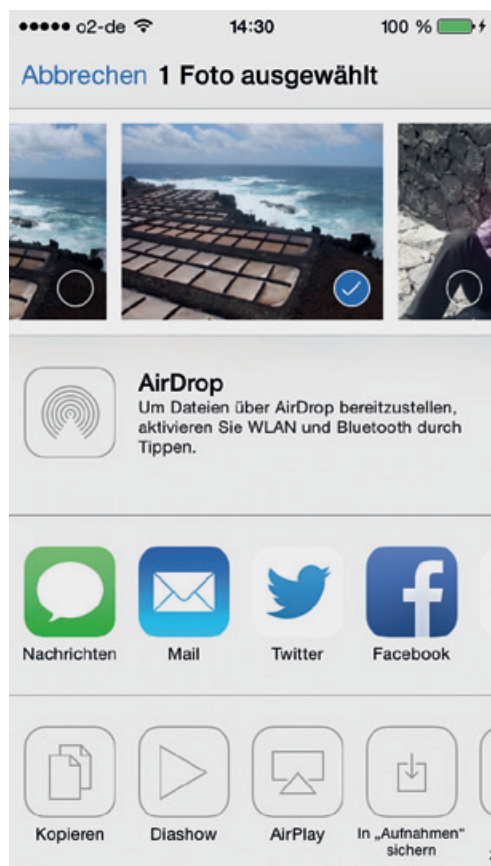 o2-de 14:30 100 %
Abbrechen 1 Foto ausgewählt
AirDrop
Um Dateien über AirDrop bereitzustellen,
aktivieren Sie WLAN und Bluetooth durch
Tippen.
Nachrichten Mail Twitter Facebook
Kopieren Diashow AirPlay In „Aufnahmen“
sichern